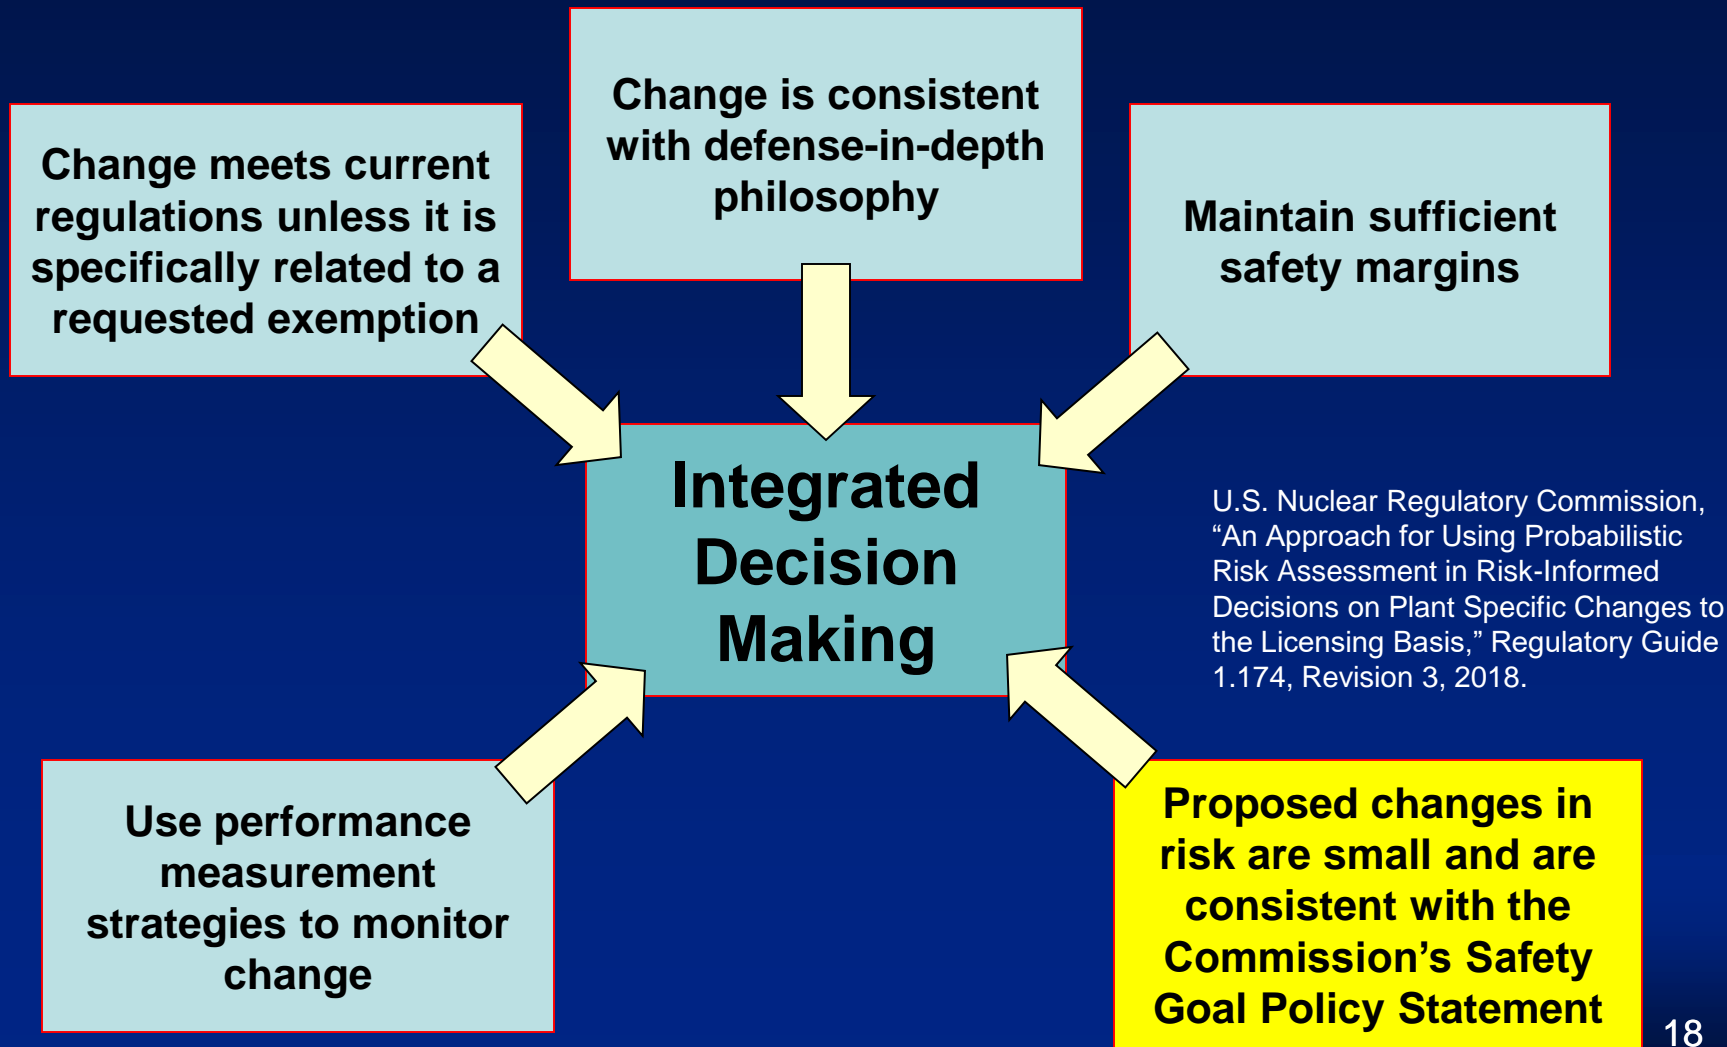 Change meets current
regulations unless it is
specifically related to a
requested exemption
Change is consistent
with defense-in-depth
philosophy
Maintain sufficient
safety margins
Integrated
Decision
Making
U.S. Nuclear Regulatory Commission,
“An Approach for Using Probabilistic
Risk Assessment in Risk-Informed
Decisions on Plant Specific Changes to
the Licensing Basis,” Regulatory Guide
1.174, Revision 3, 2018.
Use performance
measurement
strategies to monitor
change
Proposed changes in
risk are small and are
consistent with the
Commission’s Safety
Goal Policy Statement
18